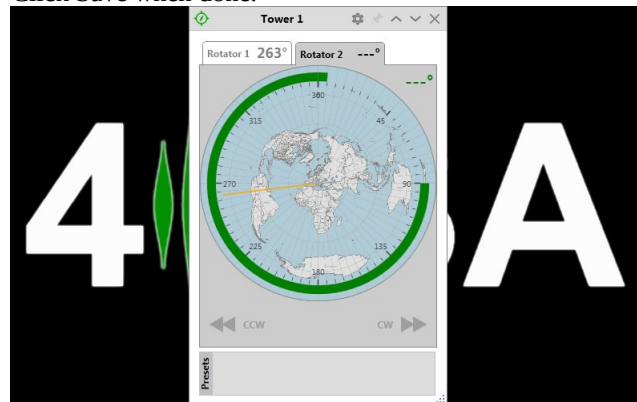 Click Save when done.
Tower 1
Rotator 1 263°
Rotator 2 ---°
---°
360
45
90
135
180
225
270
315
CCW
CW
Presets
4
A